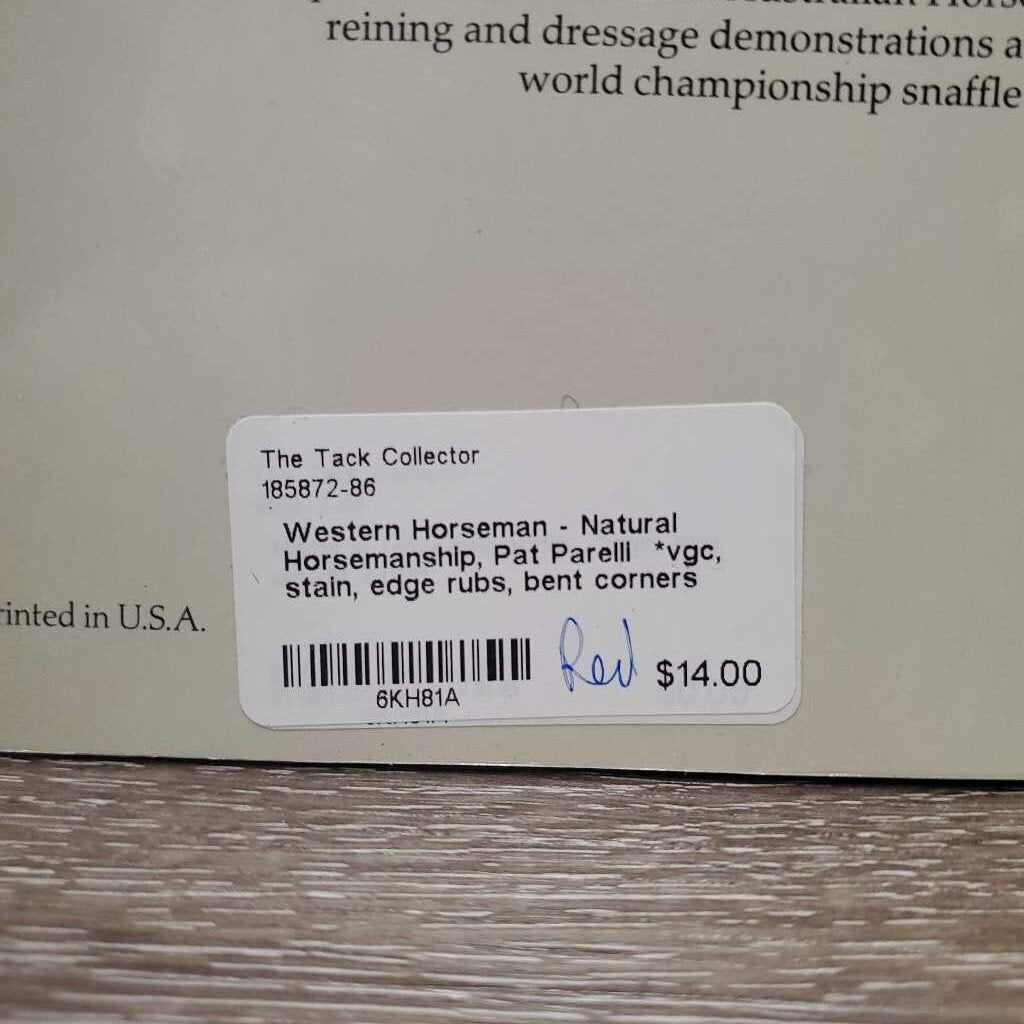 reining and dressage demonstrations a
world championship snaffle
The Tack Collector
185872-86
Western Horseman - Natural
Horsemanship, Pat Parelli *vgc,
stain, edge rubs, bent corners
rinted in U.S.A.
Red $14.00
6KH81A